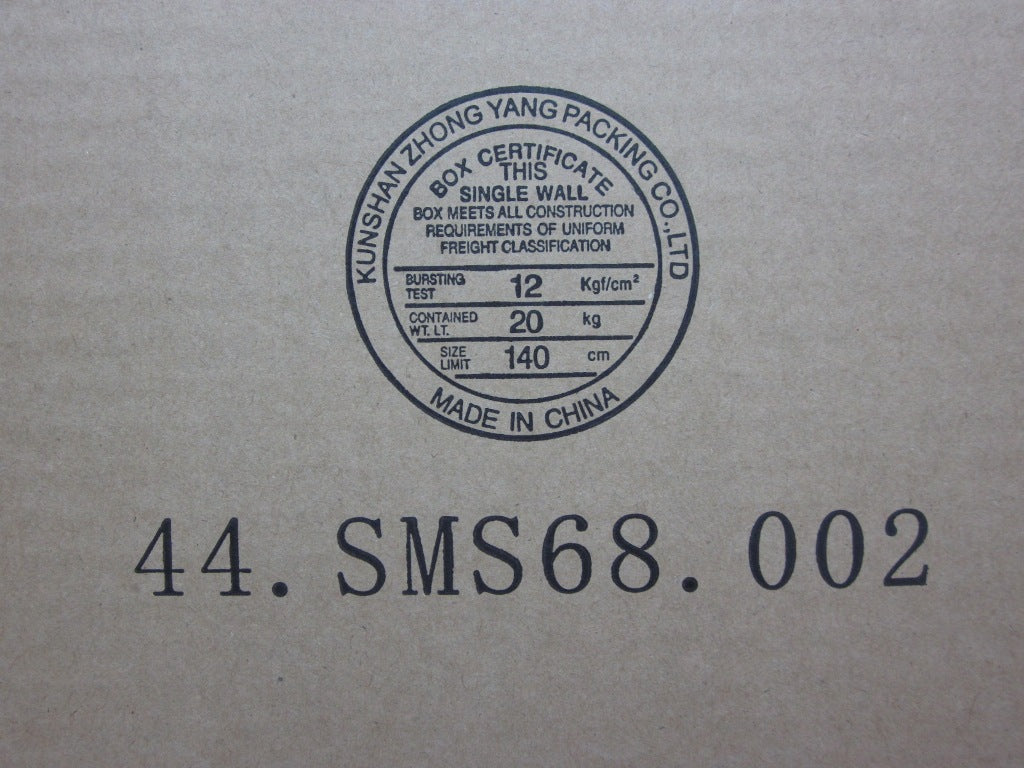 KUNSHAN ZHONG YANG PACKING CO.,LTD
BOX CERTIFICATE
THIS
SINGLE WALL
BOX MEETS ALL CONSTRUCTION
REQUIREMENTS OF UNIFORM
FREIGHT CLASSIFICATION
BURSTING TEST 12 Kgf/cm²
CONTAINED WT. LT. 20 kg
SIZE LIMIT 140 cm
MADE IN CHINA
44.SMS68.002